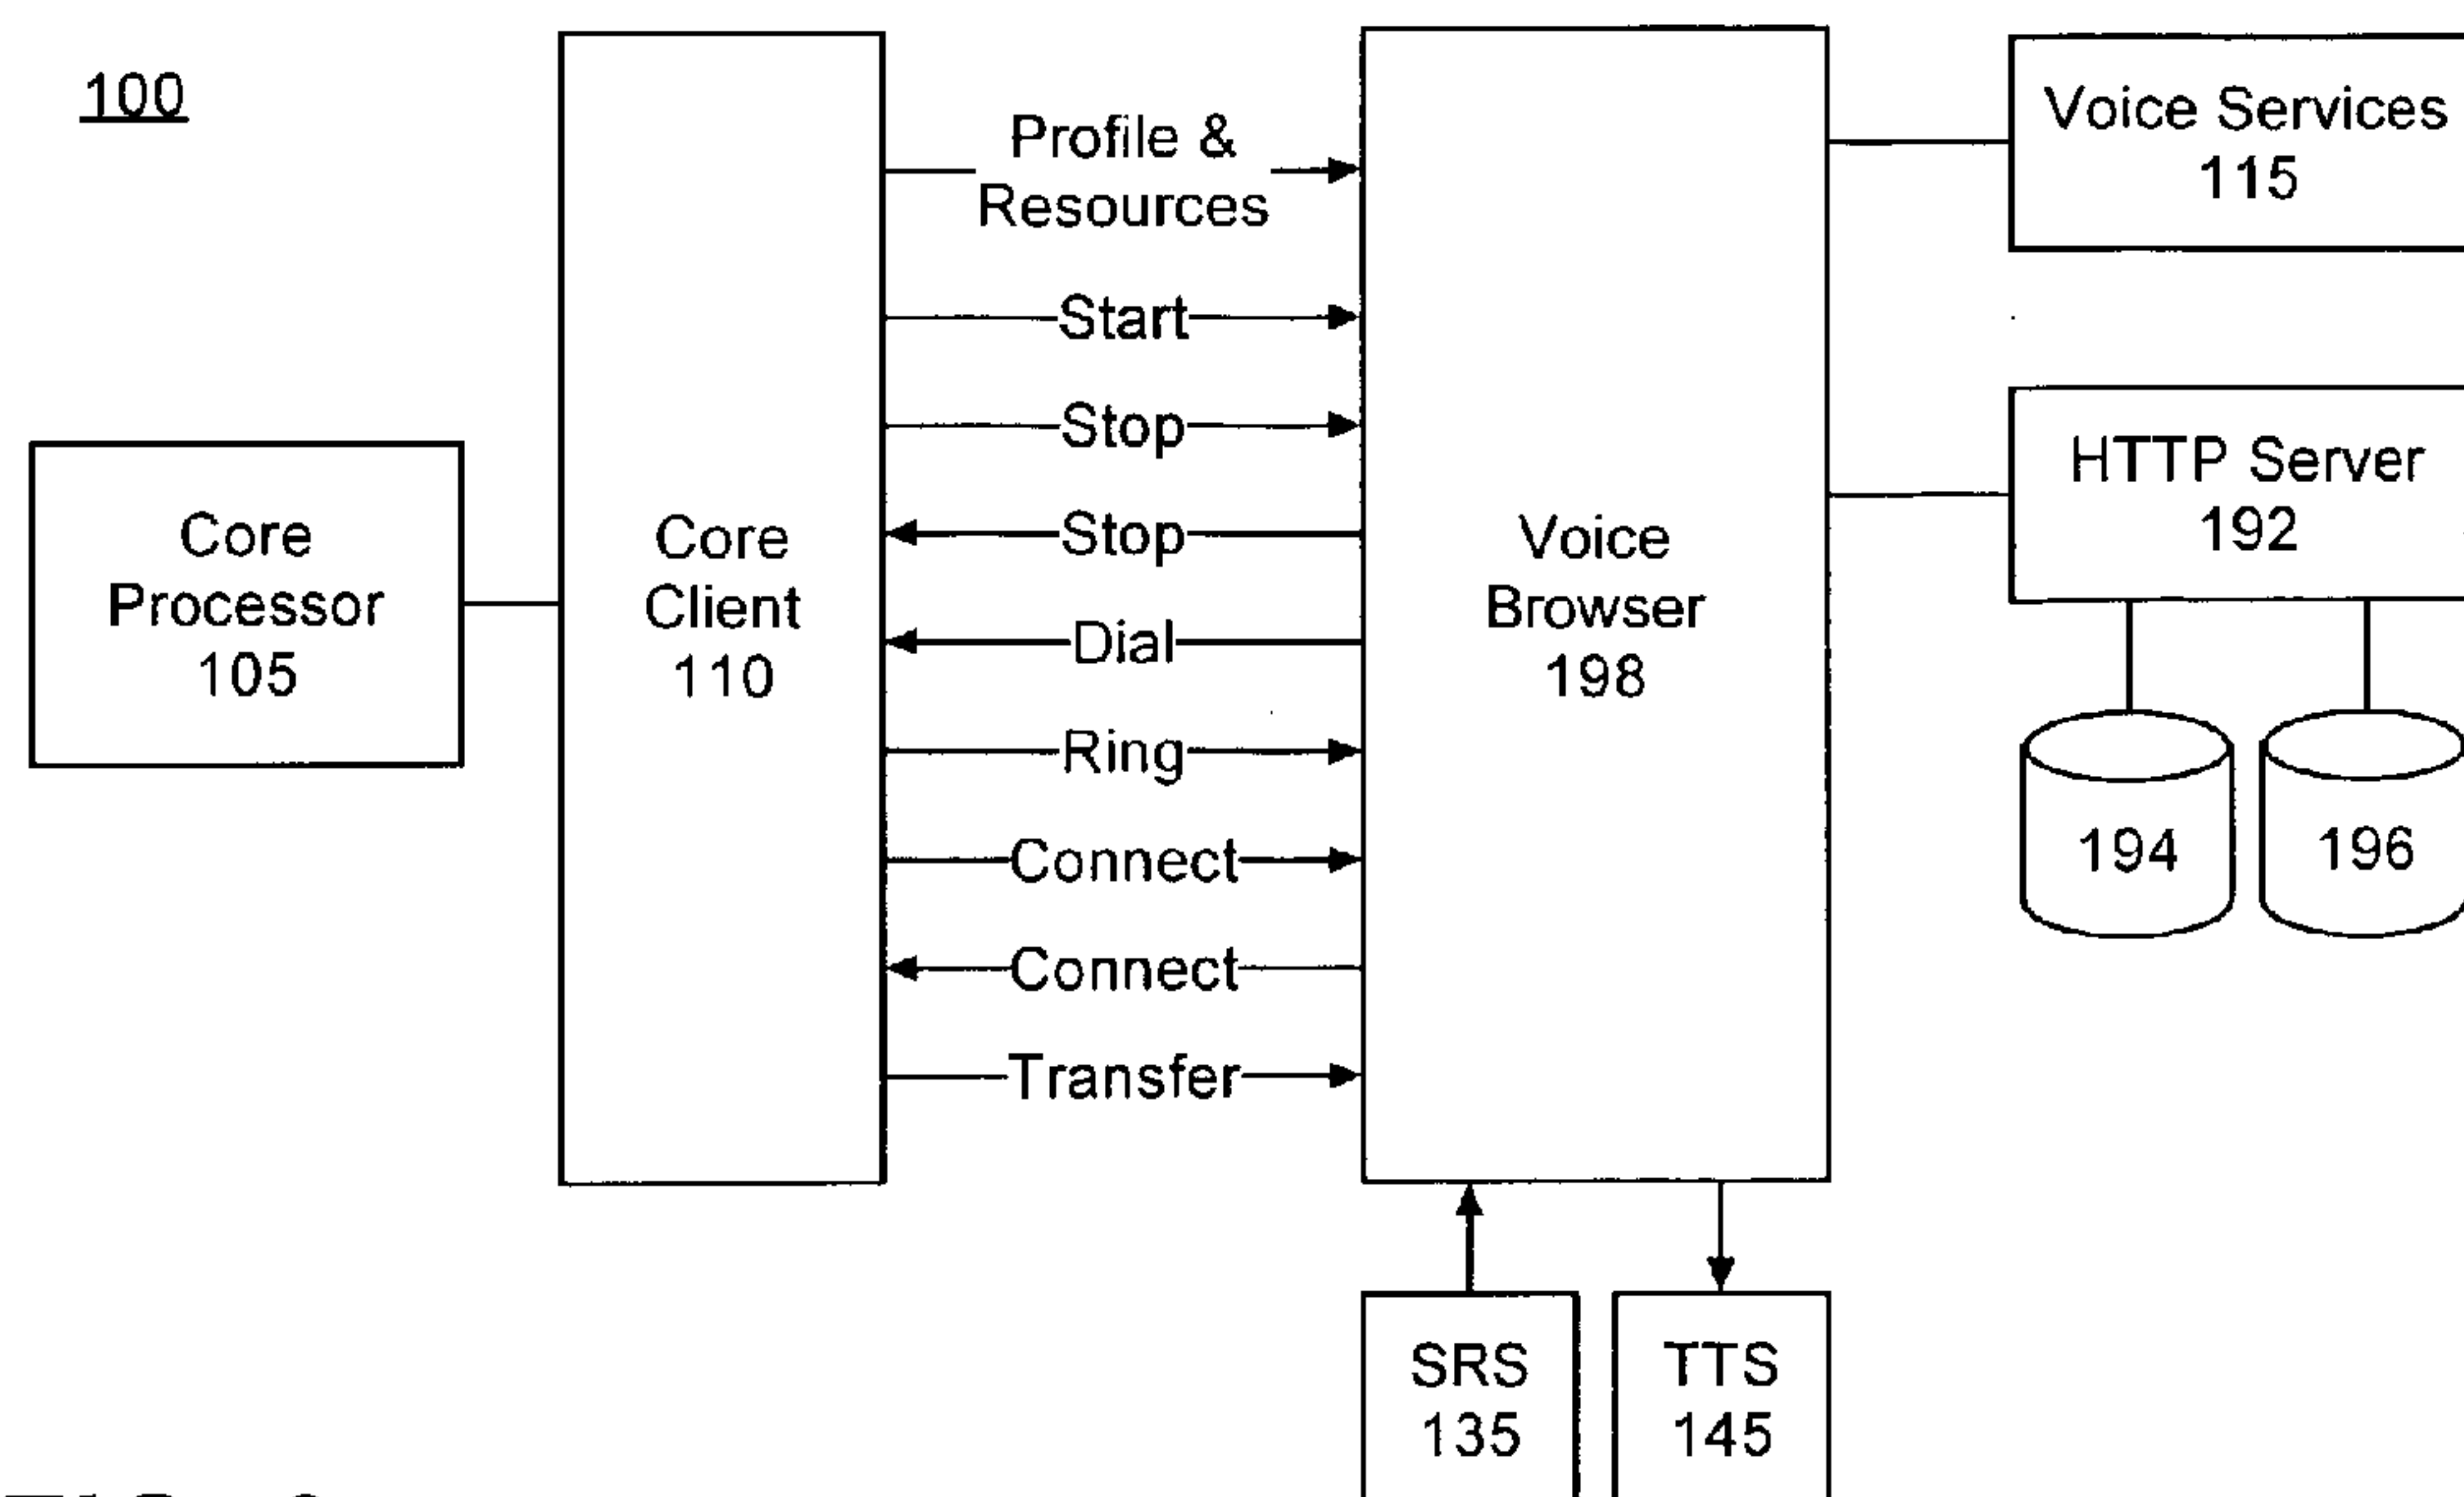 100
Profile &
Resources
Start
Stop
Stop
Dial
Ring
Connect
Connect
Transfer
Core
Processor
105
Core
Client
110
Voice
Browser
198
Voice Services
115
HTTP Server
192
194
196
SRS
135
TTS
145